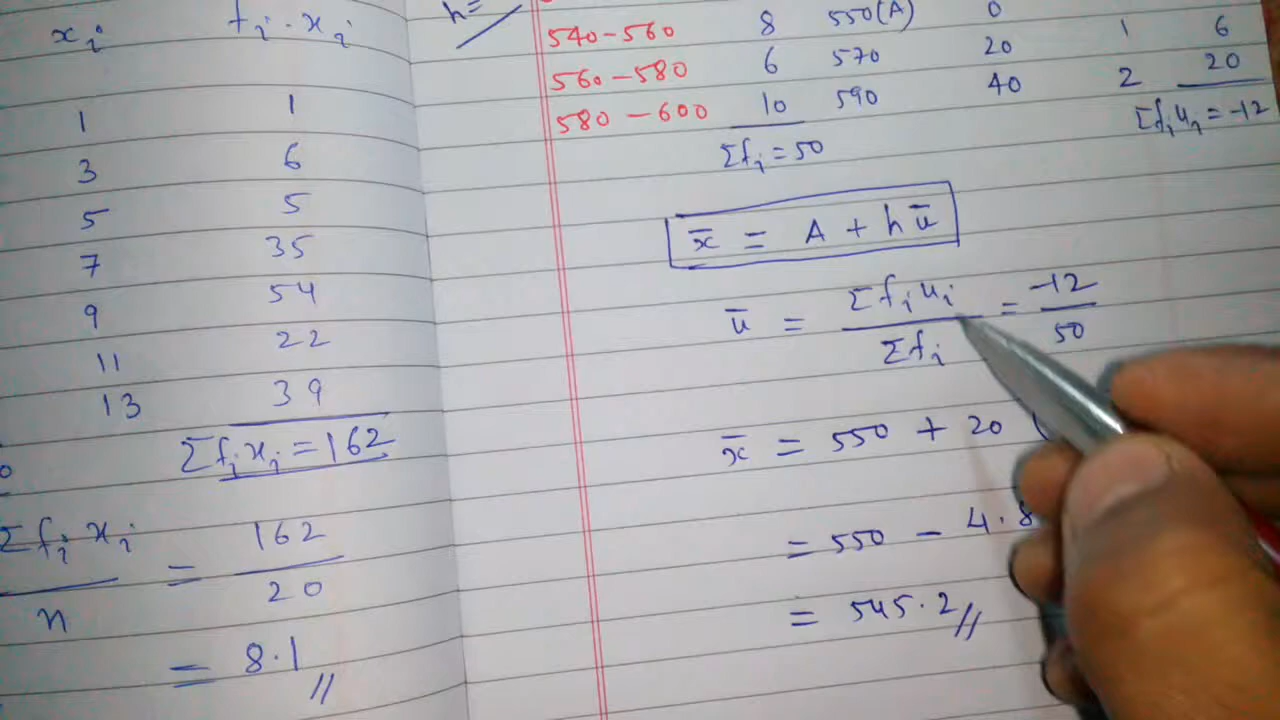 xᵢ fᵢ · xᵢ
1 1
3 6
5 5
7 35
9 54
11 22
13 39
Σfᵢxᵢ = 162
Σfᵢxᵢ / n = 162 / 20
= 8.1 //
h =
540-560 8 550(A) 0
560-580 6 570 20 1 6
580-600 10 590 40 2 20
Σfᵢ = 50 Σfᵢuᵢ = -12
x̄ = A + hū
ū = Σfᵢuᵢ / Σfᵢ = -12 / 50
x̄ = 550 + 20 (
= 550 - 4.8
= 545.2 //